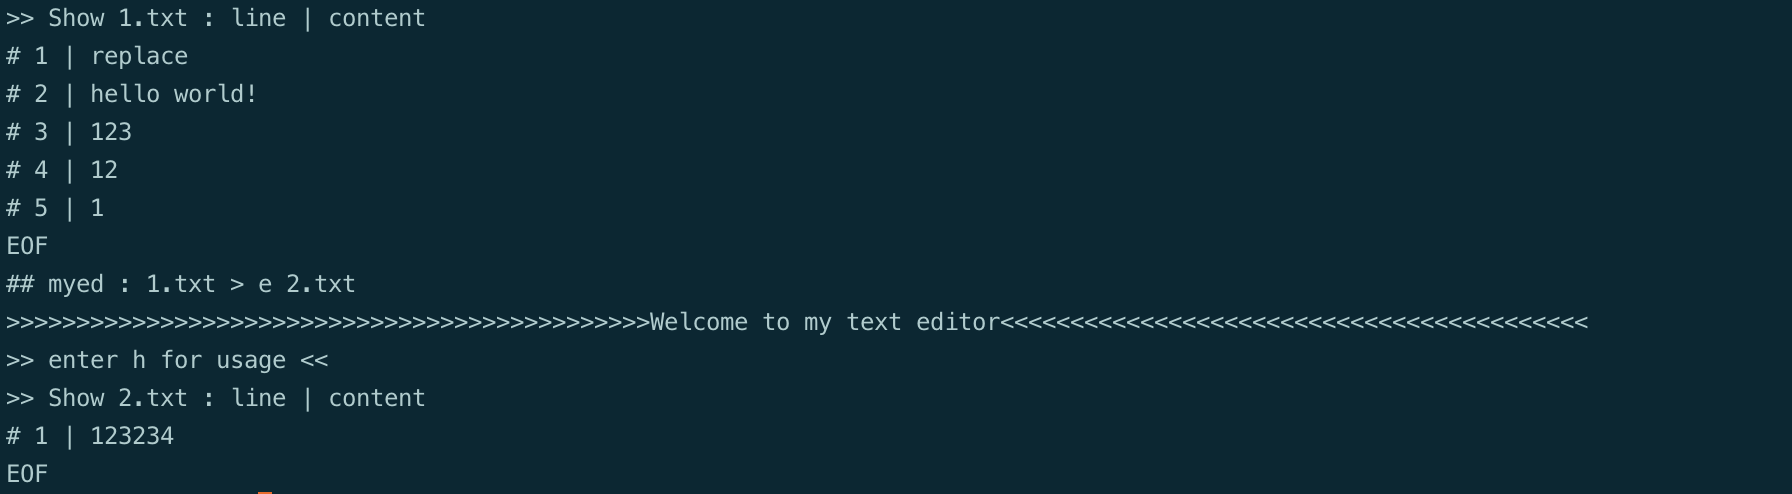 >> Show 1.txt : line | content
# 1 | replace
# 2 | hello world!
# 3 | 123
# 4 | 12
# 5 | 1
EOF
## myed : 1.txt > e 2.txt
>>>>>>>>>>>>>>>>>>>>>>>>>>>>>>>>>>>>>>>>>>>>>>Welcome to my text editor<<<<<<<<<<<<<<<<<<<<<<<<<<<<<<<<<<<<<<<<<<
>> enter h for usage <<
>> Show 2.txt : line | content
# 1 | 123234
EOF